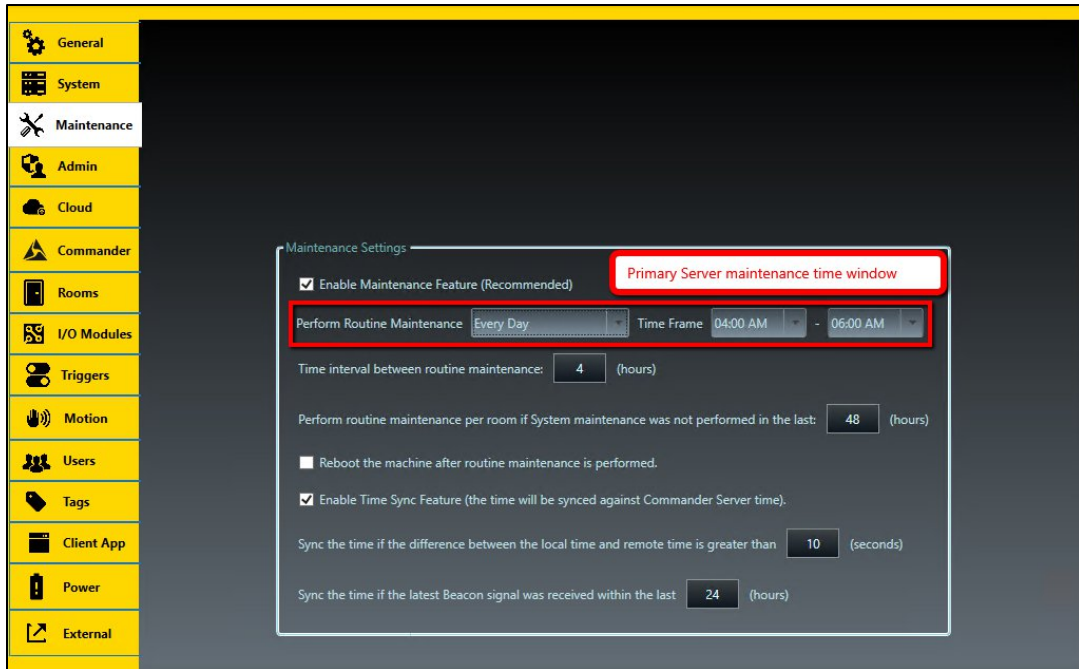 General
System
Maintenance
Admin
Cloud
Commander
Rooms
I/O Modules
Triggers
Motion
Users
Tags
Client App
Power
External
Maintenance Settings
Primary Server maintenance time window
Enable Maintenance Feature (Recommended)
Perform Routine Maintenance Every Day Time Frame 04:00 AM - 06:00 AM
Time interval between routine maintenance: 4 (hours)
Perform routine maintenance per room if System maintenance was not performed in the last: 48 (hours)
Reboot the machine after routine maintenance is performed.
Enable Time Sync Feature (the time will be synced against Commander Server time).
Sync the time if the difference between the local time and remote time is greater than 10 (seconds)
Sync the time if the latest Beacon signal was received within the last 24 (hours)